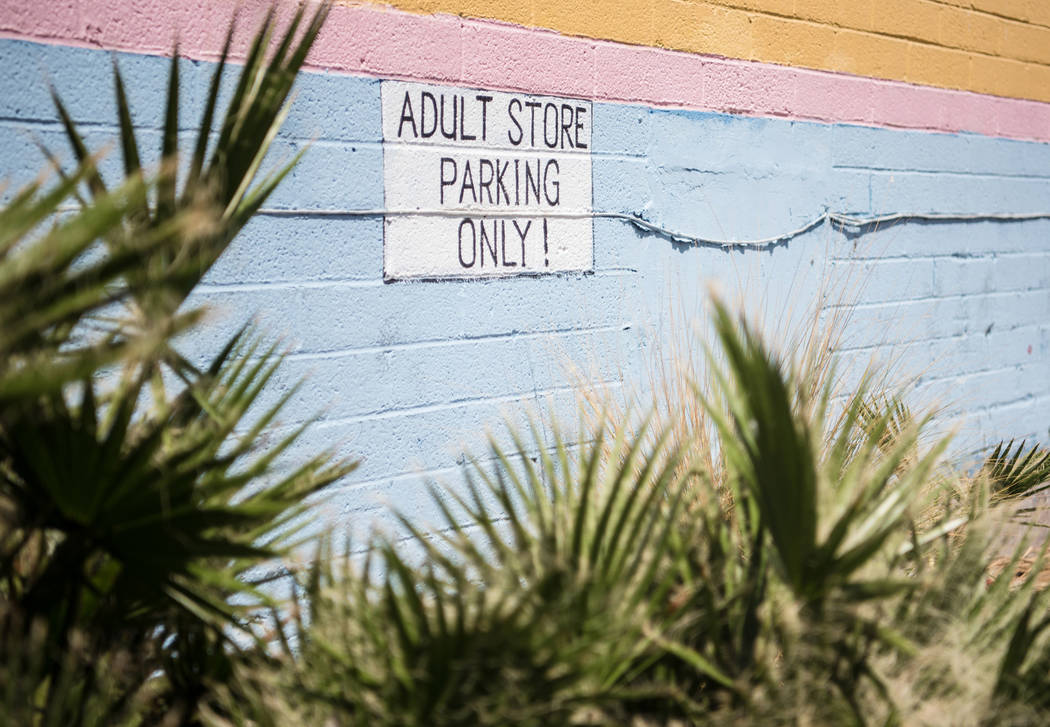 ADULT STORE
PARKING
ONLY!